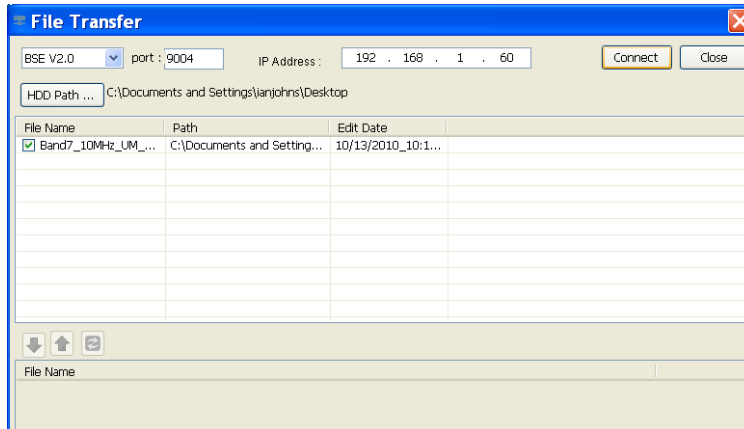 File Transfer
BSE V2.0 port : 9004 IP Address : 192 . 168 . 1 . 60 Connect Close
HDD Path ... C:\Documents and Settings\ianjohns\Desktop
File Name Path Edit Date
Band7_10MHz_UM_... C:\Documents and Setting... 10/13/2010_10:1...
File Name